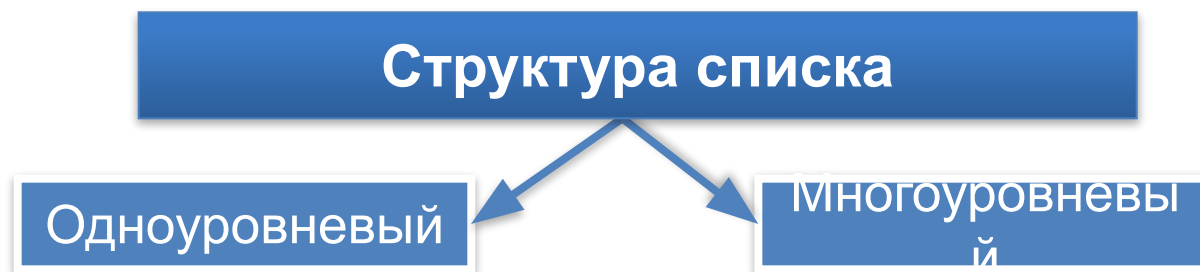 Структура списка
Одноуровневый
Многоуровневы
й